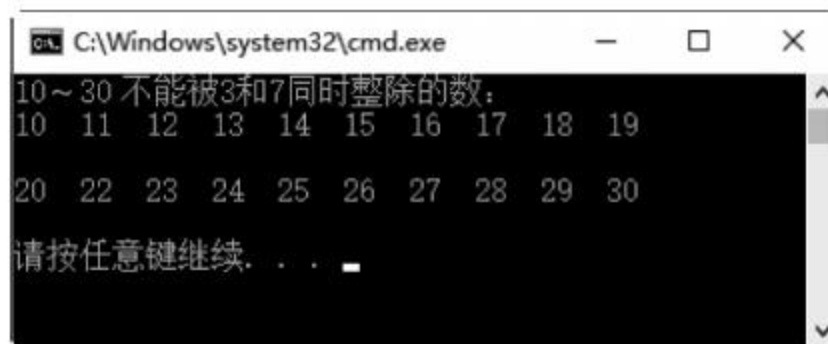 C:\Windows\system32\cmd.exe
10～30 不能被3和7同时整除的数：
10 11 12 13 14 15 16 17 18 19
20 22 23 24 25 26 27 28 29 30
请按任意键继续. . .